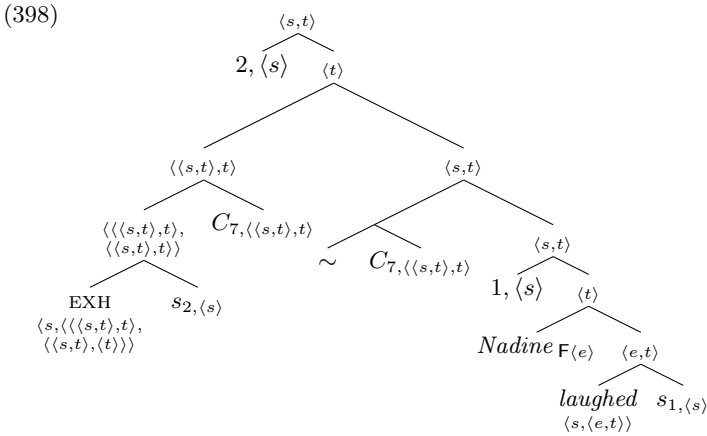 (398)
⟨s,t⟩
2, ⟨s⟩
⟨t⟩
⟨⟨s,t⟩,t⟩
⟨s,t⟩
⟨⟨⟨s,t⟩,t⟩,
⟨⟨s,t⟩,t⟩⟩
C7,⟨⟨s,t⟩,t⟩
∼
C7,⟨⟨s,t⟩,t⟩
⟨s,t⟩
EXH
⟨s,⟨⟨⟨s,t⟩,t⟩,
⟨⟨s,t⟩,⟨t⟩⟩⟩
s2,⟨s⟩
1, ⟨s⟩
⟨t⟩
Nadine F⟨e⟩
⟨e,t⟩
laughed
⟨s,⟨e,t⟩⟩
s1,⟨s⟩